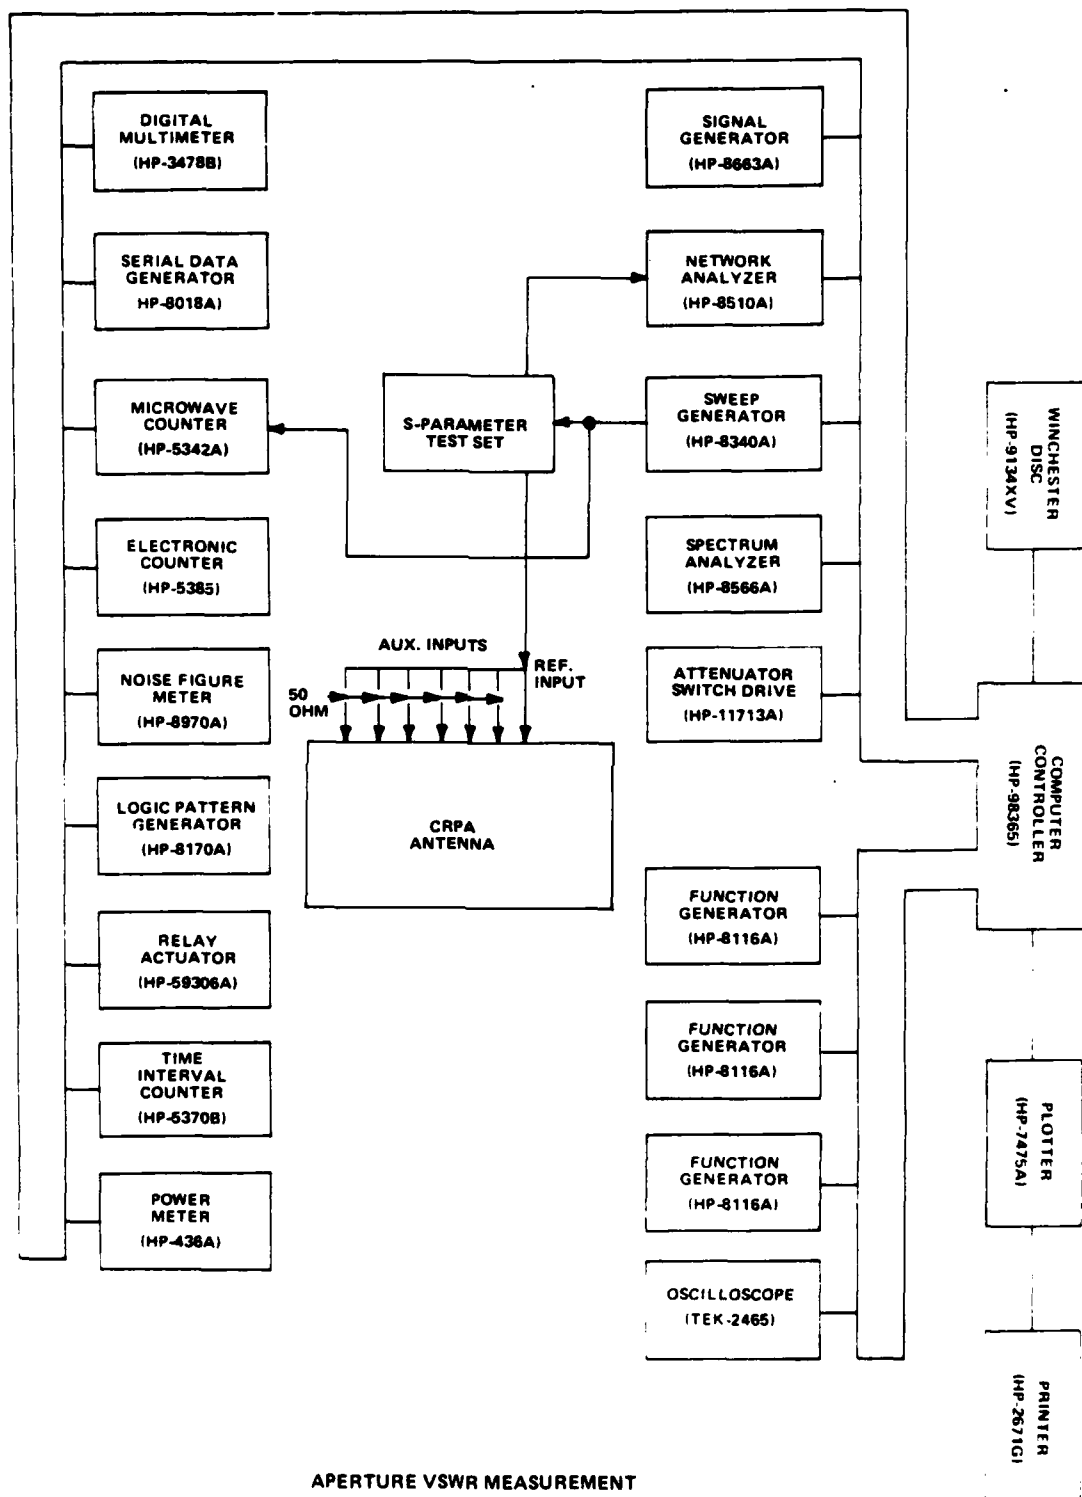 DIGITAL
MULTIMETER
(HP-3478B)
SERIAL DATA
GENERATOR
HP-8018A)
MICROWAVE
COUNTER
(HP-5342A)
ELECTRONIC
COUNTER
(HP-5385)
NOISE FIGURE
METER
(HP-8970A)
LOGIC PATTERN
GENERATOR
(HP-8170A)
RELAY
ACTUATOR
(HP-59306A)
TIME
INTERVAL
COUNTER
(HP-5370B)
POWER
METER
(HP-436A)
S-PARAMETER
TEST SET
AUX. INPUTS
REF.
INPUT
50
OHM
CRPA
ANTENNA
SIGNAL
GENERATOR
(HP-8663A)
NETWORK
ANALYZER
(HP-8510A)
SWEEP
GENERATOR
(HP-8340A)
SPECTRUM
ANALYZER
(HP-8566A)
ATTENUATOR
SWITCH DRIVE
(HP-11713A)
FUNCTION
GENERATOR
(HP-8116A)
FUNCTION
GENERATOR
(HP-8116A)
FUNCTION
GENERATOR
(HP-8116A)
OSCILLOSCOPE
(TEK-2465)
WINCHESTER
DISC
(HP-9134XV)
COMPUTER
CONTROLLER
(HP-98365)
PLOTTER
(HP-7475A)
PRINTER
(HP-2671G)
APERTURE VSWR MEASUREMENT